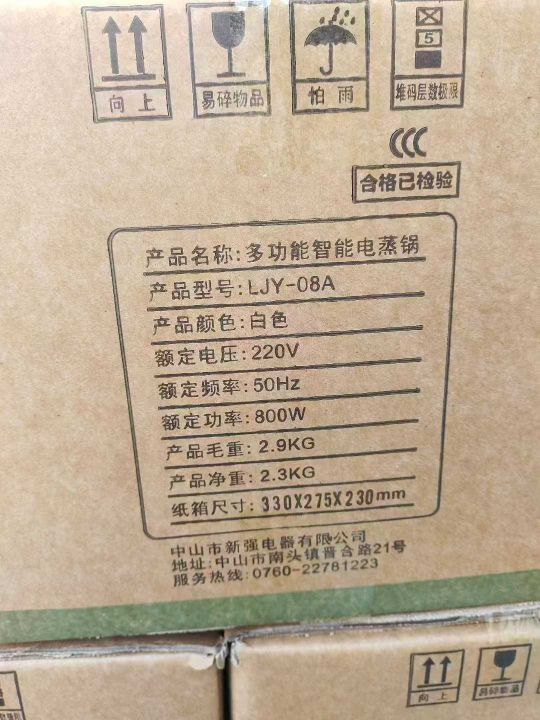 向上
易碎物品
怕雨
5
堆码层数极限
合格已检验
产品名称:多功能智能电蒸锅
产品型号:LJY-08A
产品颜色:白色
额定电压:220V
额定频率:50Hz
额定功率:800W
产品毛重:2.9KG
产品净重:2.3KG
纸箱尺寸:330X275X230mm
中山市新强电器有限公司
地址:中山市南头镇晋合路21号
服务热线:0760-22781223
向上
易碎物品